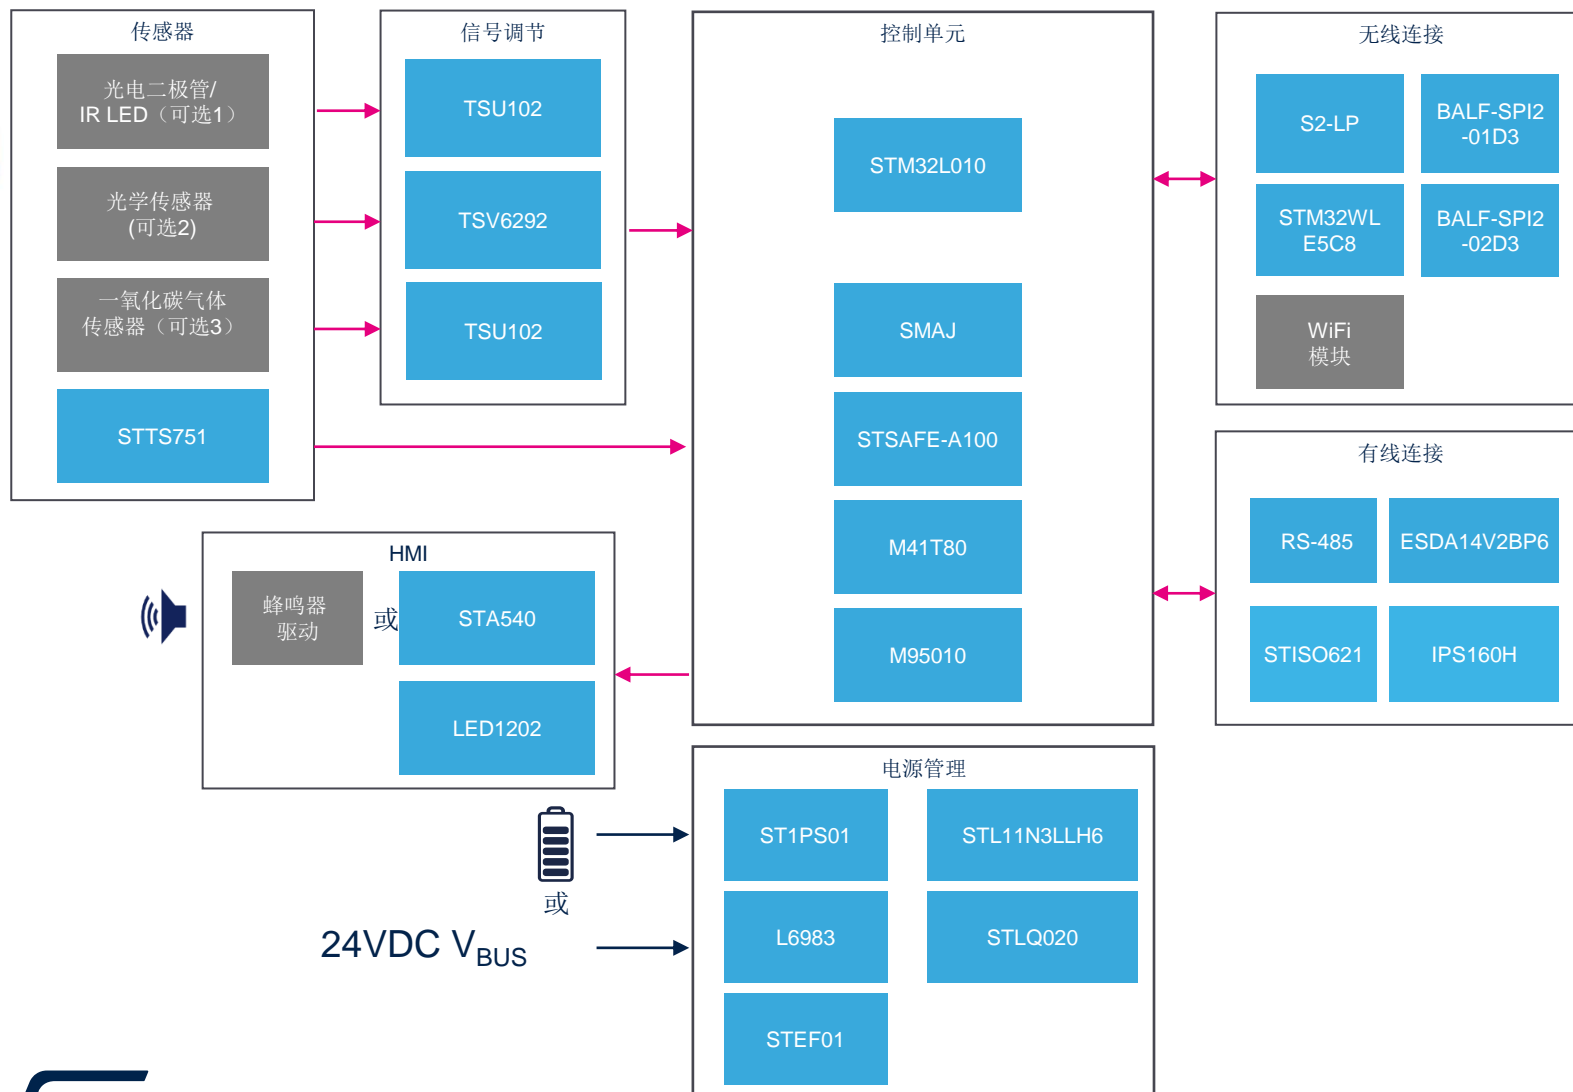 传感器
光电二极管/
IR LED（可选1）
光学传感器
(可选2)
一氧化碳气体
传感器（可选3）
STTS751
信号调节
TSU102
TSV6292
TSU102
控制单元
STM32L010
SMAJ
STSAFE-A100
M41T80
M95010
无线连接
S2-LP
BALF-SPI2
-01D3
STM32WL
E5C8
BALF-SPI2
-02D3
WiFi
模块
有线连接
RS-485
ESDA14V2BP6
STISO621
IPS160H
HMI
蜂鸣器
驱动
或
STA540
LED1202
电源管理
ST1PS01
STL11N3LLH6
L6983
STLQ020
STEF01
或
24VDC VBUS